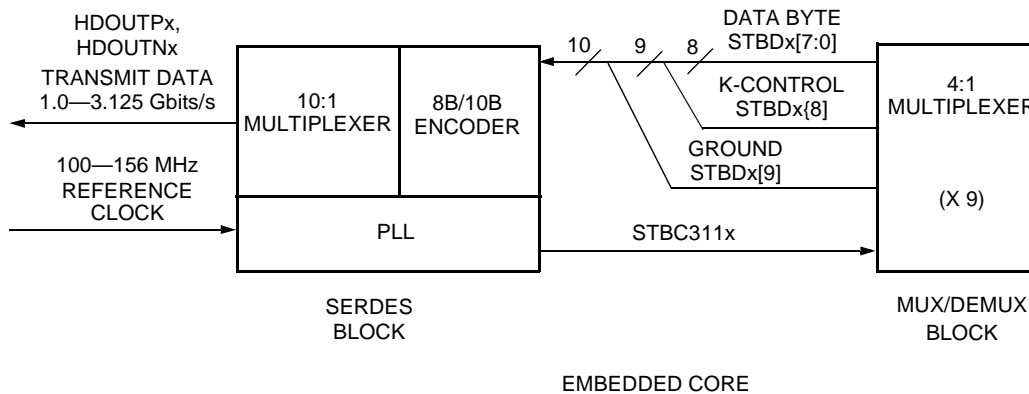 HDOUTPx,
HDOUTNx
TRANSMIT DATA
1.0—3.125 Gbits/s
100—156 MHz
REFERENCE
CLOCK
10:1
MULTIPLEXER
8B/10B
ENCODER
PLL
SERDES
BLOCK
10
9
8
DATA BYTE
STBDx[7:0]
K-CONTROL
STBDx{8]
GROUND
STBDx[9]
STBC311x
4:1
MULTIPLEXER
(X 9)
MUX/DEMUX
BLOCK
EMBEDDED CORE